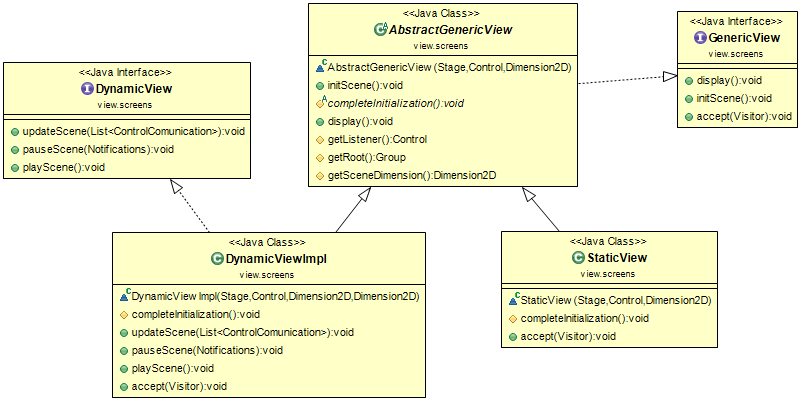 <<Java Class>>
AbstractGenericView
view.screens
AbstractGenericView(Stage,Control,Dimension2D)
initScene():void
completeInitialization():void
display():void
getListener():Control
getRoot():Group
getSceneDimension():Dimension2D
<<Java Interface>>
GenericView
view.screens
display():void
initScene():void
accept(Visitor):void
<<Java Interface>>
DynamicView
view.screens
updateScene(List<ControlComunication>):void
pauseScene(Notifications):void
playScene():void
<<Java Class>>
DynamicViewImpl
view.screens
DynamicViewImpl(Stage,Control,Dimension2D,Dimension2D)
completeInitialization():void
updateScene(List<ControlComunication>):void
pauseScene(Notifications):void
playScene():void
accept(Visitor):void
<<Java Class>>
StaticView
view.screens
StaticView(Stage,Control,Dimension2D)
completeInitialization():void
accept(Visitor):void